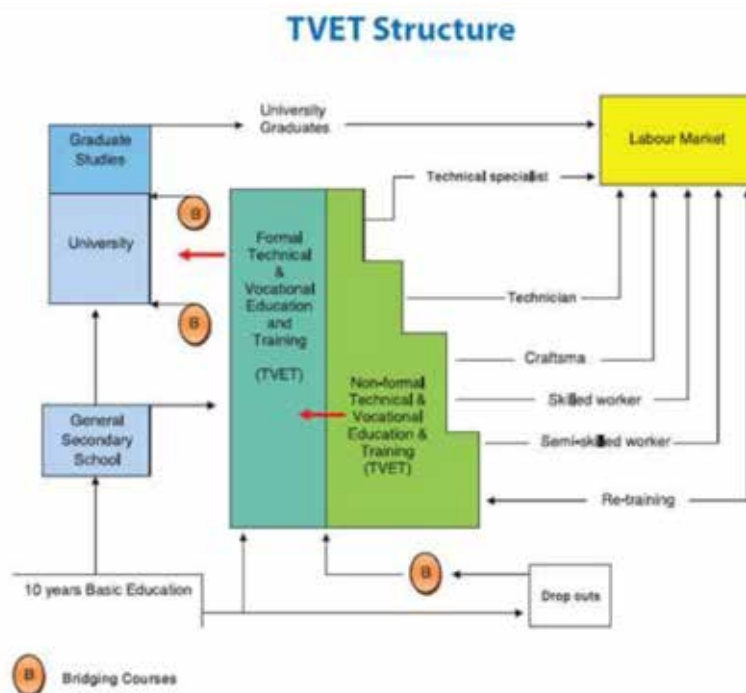 TVET Structure
University
Graduates
Labour Market
Graduate
Studies
Technical specialist
B
University
Formal
Technical
&
Vocational
Education
and
Training
(TVET)
B
Technician
Craftsma
Non-formal
Technical &
Vocational
Education &
Training
(TVET)
Skilled worker
General
Secondary
School
Semi-skilled worker
Re-training
B
10 years Basic Education
Drop outs
B Bridging Courses